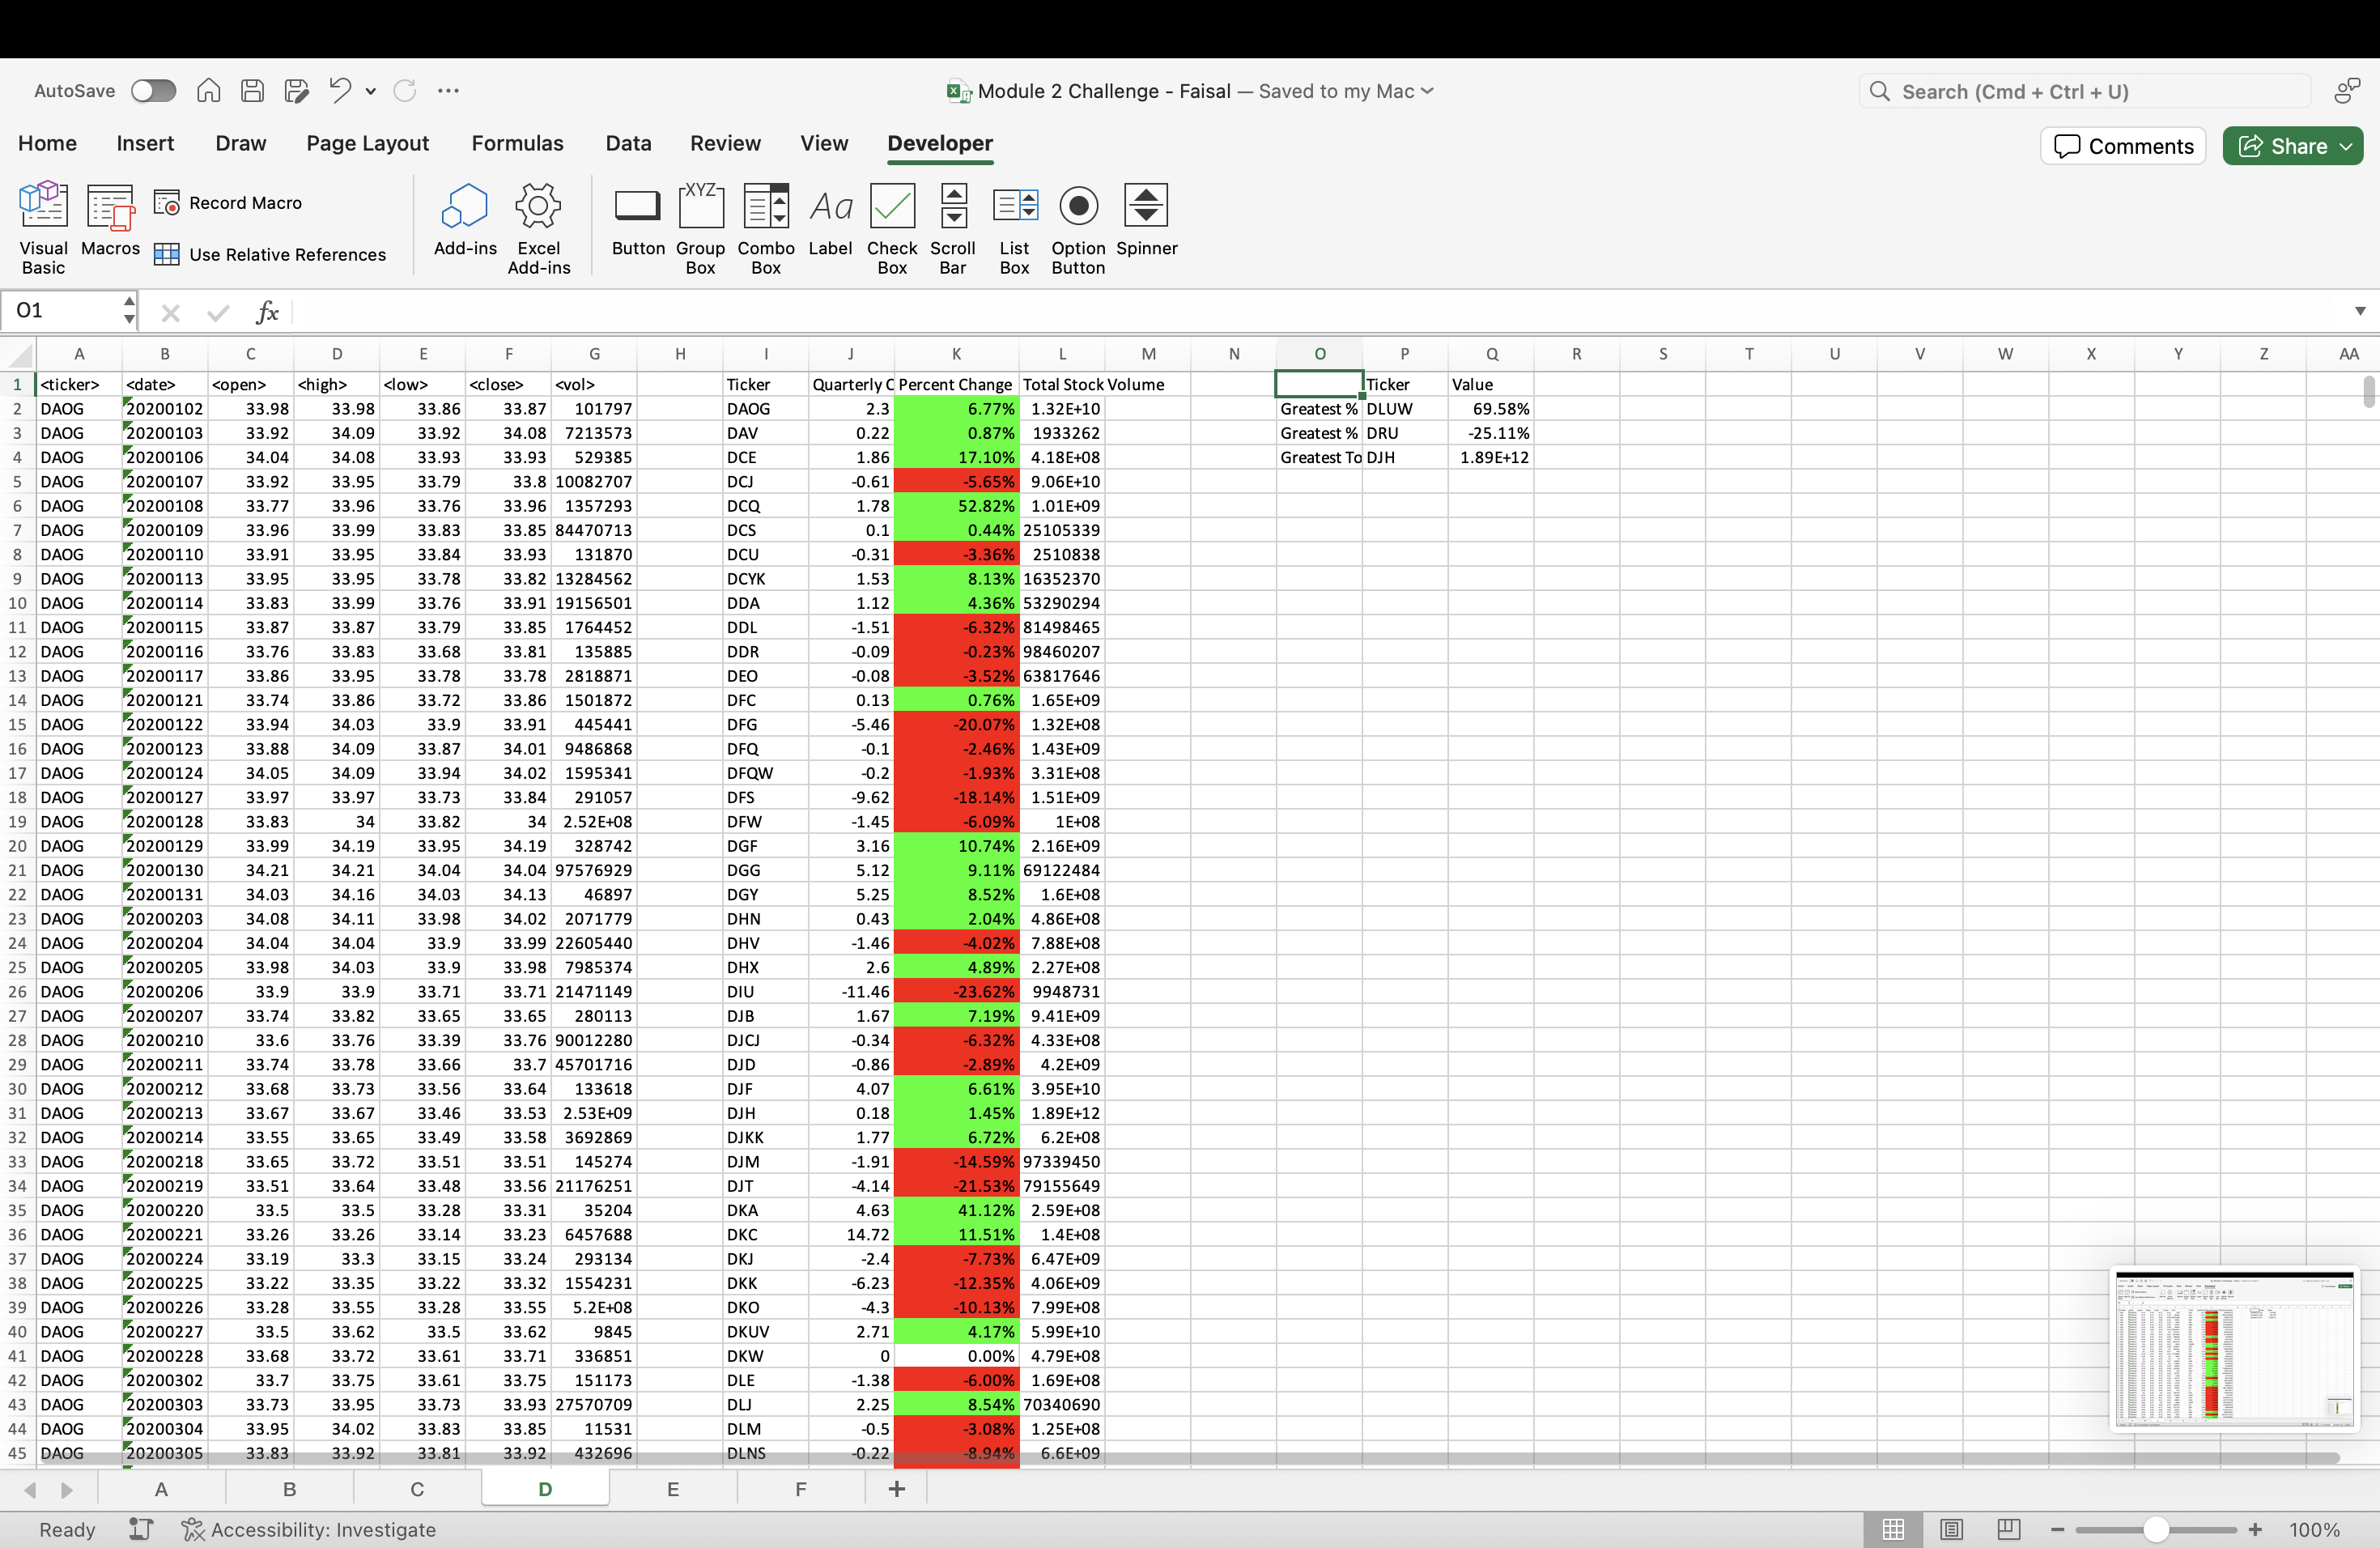 AutoSave Module 2 Challenge - Faisal — Saved to my Mac Search (Cmd + Ctrl + U)
Home Insert Draw Page Layout Formulas Data Review View Developer Comments Share
Visual Basic Macros Record Macro Use Relative References Add-ins Excel Add-ins Button Group Box Combo Box Label Check Box Scroll Bar List Box Option Button Spinner
XYZ Aa
O1 fx
A B C D E F G H I J K L M N O P Q R S T U V W X Y Z AA
1 <ticker> <date> <open> <high> <low> <close> <vol> Ticker Quarterly C Percent Change Total Stock Volume Ticker Value
2 DAOG 20200102 33.98 33.98 33.86 33.87 101797 DAOG 2.3 6.77% 1.32E+10 Greatest % DLUW 69.58%
3 DAOG 20200103 33.92 34.09 33.92 34.08 7213573 DAV 0.22 0.87% 1933262 Greatest % DRU -25.11%
4 DAOG 20200106 34.04 34.08 33.93 33.93 529385 DCE 1.86 17.10% 4.18E+08 Greatest To DJH 1.89E+12
5 DAOG 20200107 33.92 33.95 33.79 33.8 10082707 DCJ -0.61 -5.65% 9.06E+10
6 DAOG 20200108 33.77 33.96 33.76 33.96 1357293 DCQ 1.78 52.82% 1.01E+09
7 DAOG 20200109 33.96 33.99 33.83 33.85 84470713 DCS 0.1 0.44% 25105339
8 DAOG 20200110 33.91 33.95 33.84 33.93 131870 DCU -0.31 -3.36% 2510838
9 DAOG 20200113 33.95 33.95 33.78 33.82 13284562 DCYK 1.53 8.13% 16352370
10 DAOG 20200114 33.83 33.99 33.76 33.91 19156501 DDA 1.12 4.36% 53290294
11 DAOG 20200115 33.87 33.87 33.79 33.85 1764452 DDL -1.51 -6.32% 81498465
12 DAOG 20200116 33.76 33.83 33.68 33.81 135885 DDR -0.09 -0.23% 98460207
13 DAOG 20200117 33.86 33.95 33.78 33.78 2818871 DEO -0.08 -3.52% 63817646
14 DAOG 20200121 33.74 33.86 33.72 33.86 1501872 DFC 0.13 0.76% 1.65E+09
15 DAOG 20200122 33.94 34.03 33.9 33.91 445441 DFG -5.46 -20.07% 1.32E+08
16 DAOG 20200123 33.88 34.09 33.87 34.01 9486868 DFQ -0.1 -2.46% 1.43E+09
17 DAOG 20200124 34.05 34.09 33.94 34.02 1595341 DFQW -0.2 -1.93% 3.31E+08
18 DAOG 20200127 33.97 33.97 33.73 33.84 291057 DFS -9.62 -18.14% 1.51E+09
19 DAOG 20200128 33.83 34 33.82 34 2.52E+08 DFW -1.45 -6.09% 1E+08
20 DAOG 20200129 33.99 34.19 33.95 34.19 328742 DGF 3.16 10.74% 2.16E+09
21 DAOG 20200130 34.21 34.21 34.04 34.04 97576929 DGG 5.12 9.11% 69122484
22 DAOG 20200131 34.03 34.16 34.03 34.13 46897 DGY 5.25 8.52% 1.6E+08
23 DAOG 20200203 34.08 34.11 33.98 34.02 2071779 DHN 0.43 2.04% 4.86E+08
24 DAOG 20200204 34.04 34.04 33.9 33.99 22605440 DHV -1.46 -4.02% 7.88E+08
25 DAOG 20200205 33.98 34.03 33.9 33.98 7985374 DHX 2.6 4.89% 2.27E+08
26 DAOG 20200206 33.9 33.9 33.71 33.71 21471149 DIU -11.46 -23.62% 9948731
27 DAOG 20200207 33.74 33.82 33.65 33.65 280113 DJB 1.67 7.19% 9.41E+09
28 DAOG 20200210 33.6 33.76 33.39 33.76 90012280 DJCJ -0.34 -6.32% 4.33E+08
29 DAOG 20200211 33.74 33.78 33.66 33.7 45701716 DJD -0.86 -2.89% 4.2E+09
30 DAOG 20200212 33.68 33.73 33.56 33.64 133618 DJF 4.07 6.61% 3.95E+10
31 DAOG 20200213 33.67 33.67 33.46 33.53 2.53E+09 DJH 0.18 1.45% 1.89E+12
32 DAOG 20200214 33.55 33.65 33.49 33.58 3692869 DJKK 1.77 6.72% 6.2E+08
33 DAOG 20200218 33.65 33.72 33.51 33.51 145274 DJM -1.91 -14.59% 97339450
34 DAOG 20200219 33.51 33.64 33.48 33.56 21176251 DJT -4.14 -21.53% 79155649
35 DAOG 20200220 33.5 33.5 33.28 33.31 35204 DKA 4.63 41.12% 2.59E+08
36 DAOG 20200221 33.26 33.26 33.14 33.23 6457688 DKC 14.72 11.51% 1.4E+08
37 DAOG 20200224 33.19 33.3 33.15 33.24 293134 DKJ -2.4 -7.73% 6.47E+09
38 DAOG 20200225 33.22 33.35 33.22 33.32 1554231 DKK -6.23 -12.35% 4.06E+09
39 DAOG 20200226 33.28 33.55 33.28 33.55 5.2E+08 DKO -4.3 -10.13% 7.99E+08
40 DAOG 20200227 33.5 33.62 33.5 33.62 9845 DKUV 2.71 4.17% 5.99E+10
41 DAOG 20200228 33.68 33.72 33.61 33.71 336851 DKW 0 0.00% 4.79E+08
42 DAOG 20200302 33.7 33.75 33.61 33.75 151173 DLE -1.38 -6.00% 1.69E+08
43 DAOG 20200303 33.73 33.95 33.73 33.93 27570709 DLJ 2.25 8.54% 70340690
44 DAOG 20200304 33.95 34.02 33.83 33.85 11531 DLM -0.5 -3.08% 1.25E+08
45 DAOG 20200305 33.83 33.92 33.81 33.92 432696 DLNS -0.22 -8.94% 6.6E+09
A B C D E F
Ready Accessibility: Investigate 100%